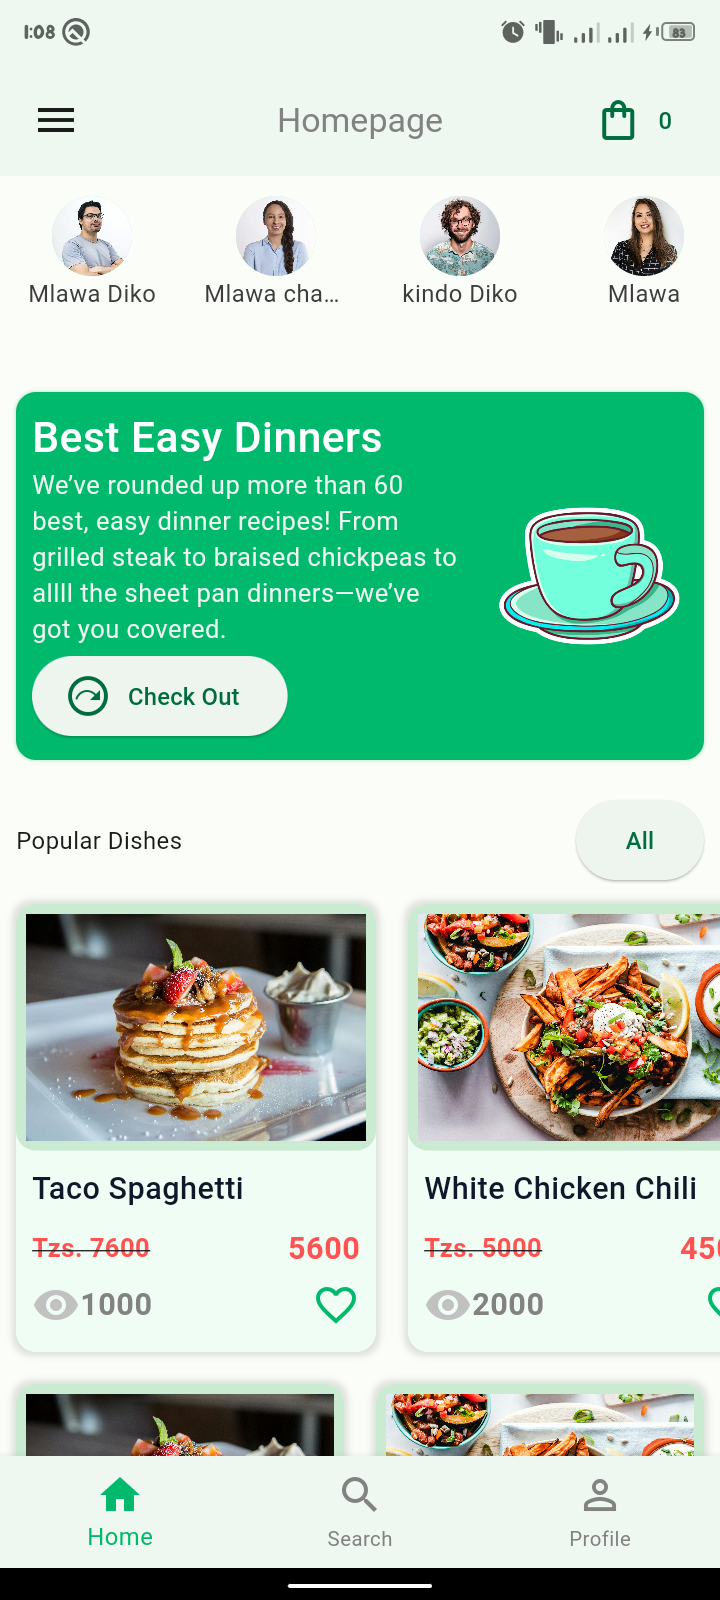 1:08
83
Homepage
0
Mlawa Diko
Mlawa cha...
kindo Diko
Mlawa
Best Easy Dinners
We’ve rounded up more than 60
best, easy dinner recipes! From
grilled steak to braised chickpeas to
allll the sheet pan dinners—we’ve
got you covered.
Check Out
Popular Dishes
All
Taco Spaghetti
White Chicken Chili
Tzs. 7600
5600
Tzs. 5000
1000
2000
Home
Search
Profile